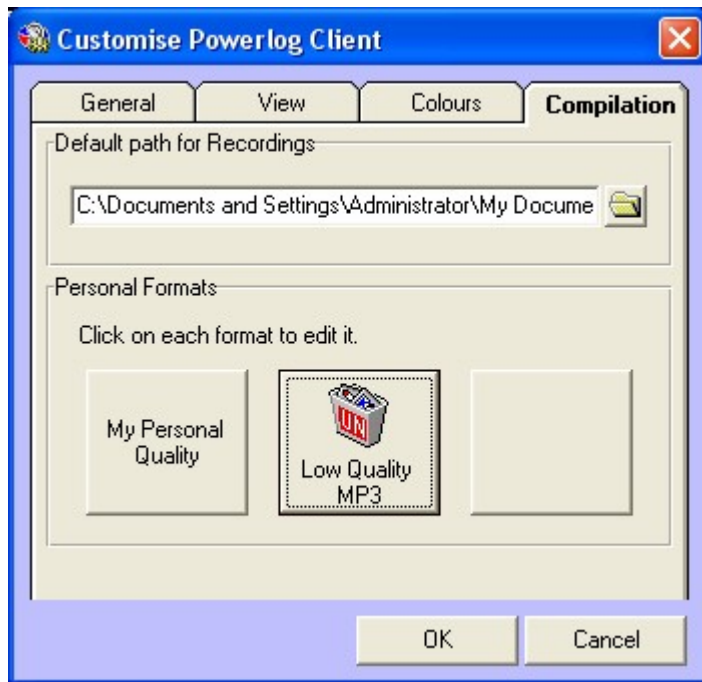 Customise Powerlog Client
General
View
Colours
Compilation
Default path for Recordings
C:\Documents and Settings\Administrator\My Docume
Personal Formats
Click on each format to edit it.
My Personal
Quality
UN
Low Quality
MP3
OK
Cancel